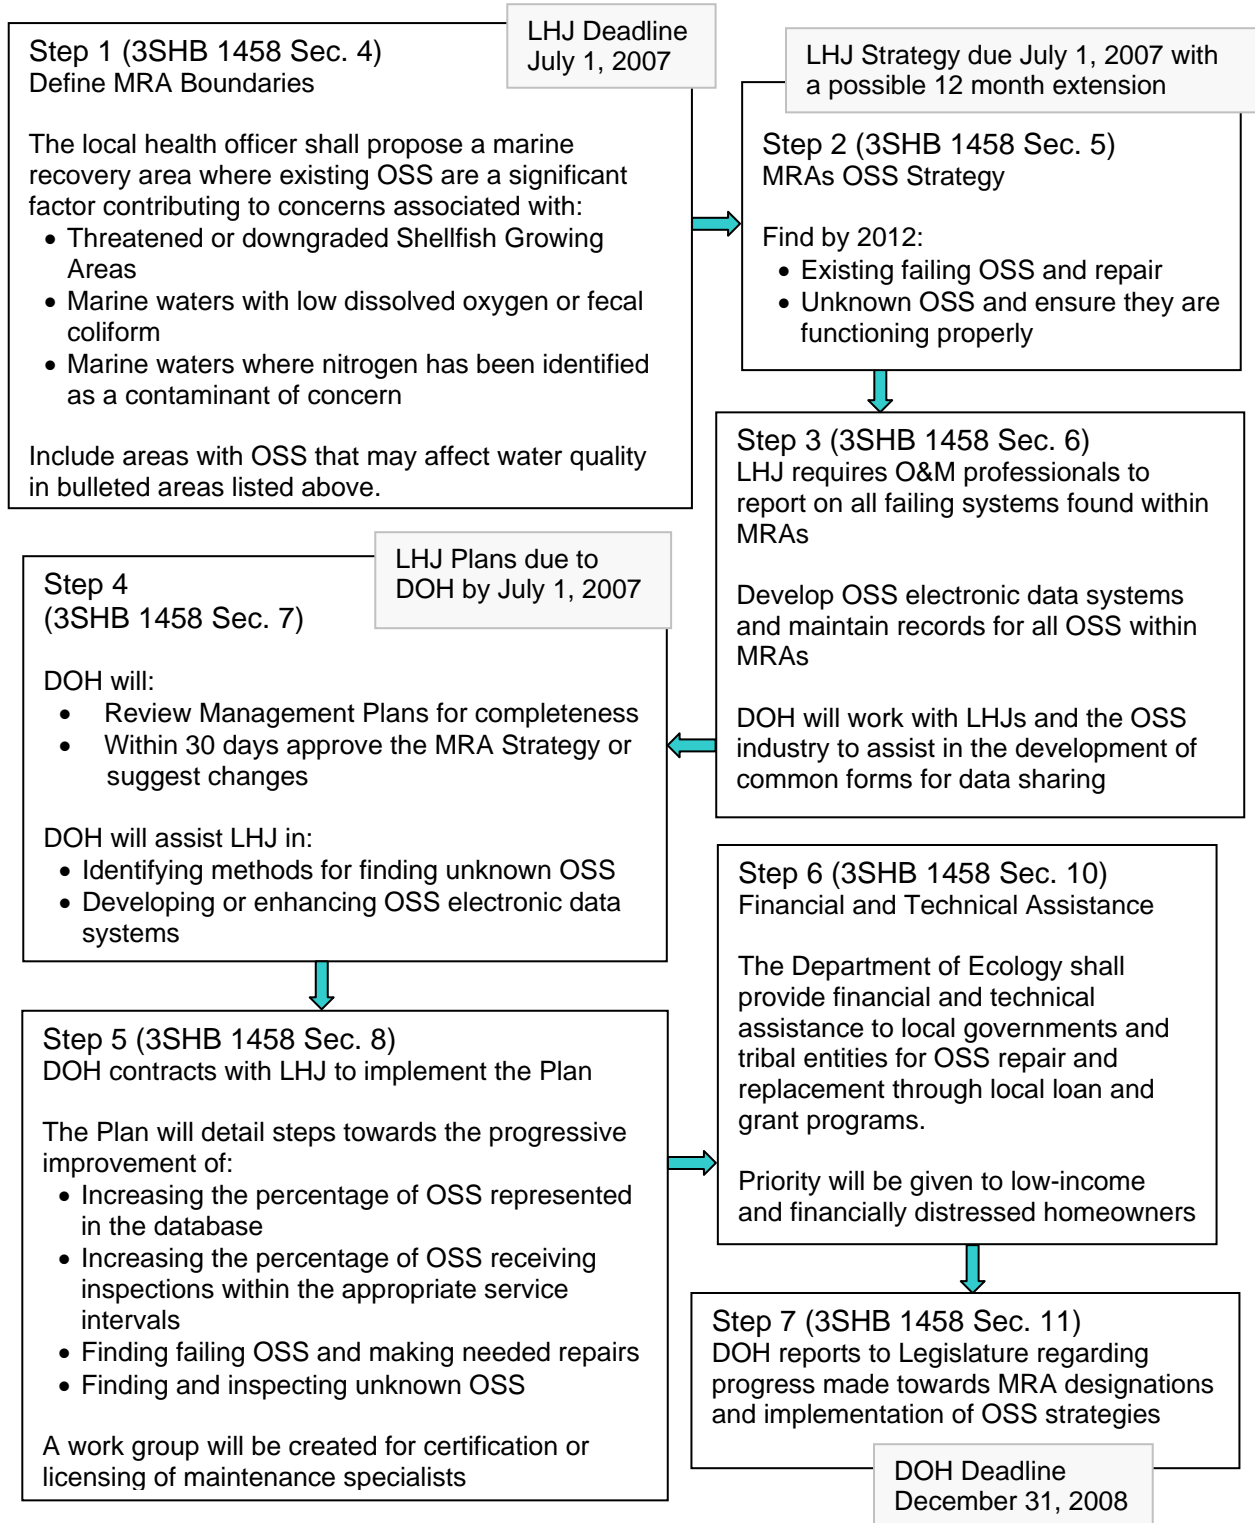 LHJ Deadline
July 1, 2007
Step 1 (3SHB 1458 Sec. 4)
Define MRA Boundaries
The local health officer shall propose a marine
recovery area where existing OSS are a significant
factor contributing to concerns associated with:
• Threatened or downgraded Shellfish Growing
Areas
• Marine waters with low dissolved oxygen or fecal
coliform
• Marine waters where nitrogen has been identified
as a contaminant of concern
Include areas with OSS that may affect water quality
in bulleted areas listed above.
LHJ Strategy due July 1, 2007 with
a possible 12 month extension
Step 2 (3SHB 1458 Sec. 5)
MRAs OSS Strategy
Find by 2012:
• Existing failing OSS and repair
• Unknown OSS and ensure they are
functioning properly
Step 3 (3SHB 1458 Sec. 6)
LHJ requires O&M professionals to
report on all failing systems found within
MRAs
Develop OSS electronic data systems
and maintain records for all OSS within
MRAs
DOH will work with LHJs and the OSS
industry to assist in the development of
common forms for data sharing
LHJ Plans due to
DOH by July 1, 2007
Step 4
(3SHB 1458 Sec. 7)
DOH will:
• Review Management Plans for completeness
• Within 30 days approve the MRA Strategy or
suggest changes
DOH will assist LHJ in:
• Identifying methods for finding unknown OSS
• Developing or enhancing OSS electronic data
systems
Step 5 (3SHB 1458 Sec. 8)
DOH contracts with LHJ to implement the Plan
The Plan will detail steps towards the progressive
improvement of:
• Increasing the percentage of OSS represented
in the database
• Increasing the percentage of OSS receiving
inspections within the appropriate service
intervals
• Finding failing OSS and making needed repairs
• Finding and inspecting unknown OSS
A work group will be created for certification or
licensing of maintenance specialists
Step 6 (3SHB 1458 Sec. 10)
Financial and Technical Assistance
The Department of Ecology shall
provide financial and technical
assistance to local governments and
tribal entities for OSS repair and
replacement through local loan and
grant programs.
Priority will be given to low-income
and financially distressed homeowners
Step 7 (3SHB 1458 Sec. 11)
DOH reports to Legislature regarding
progress made towards MRA designations
and implementation of OSS strategies
DOH Deadline
December 31, 2008